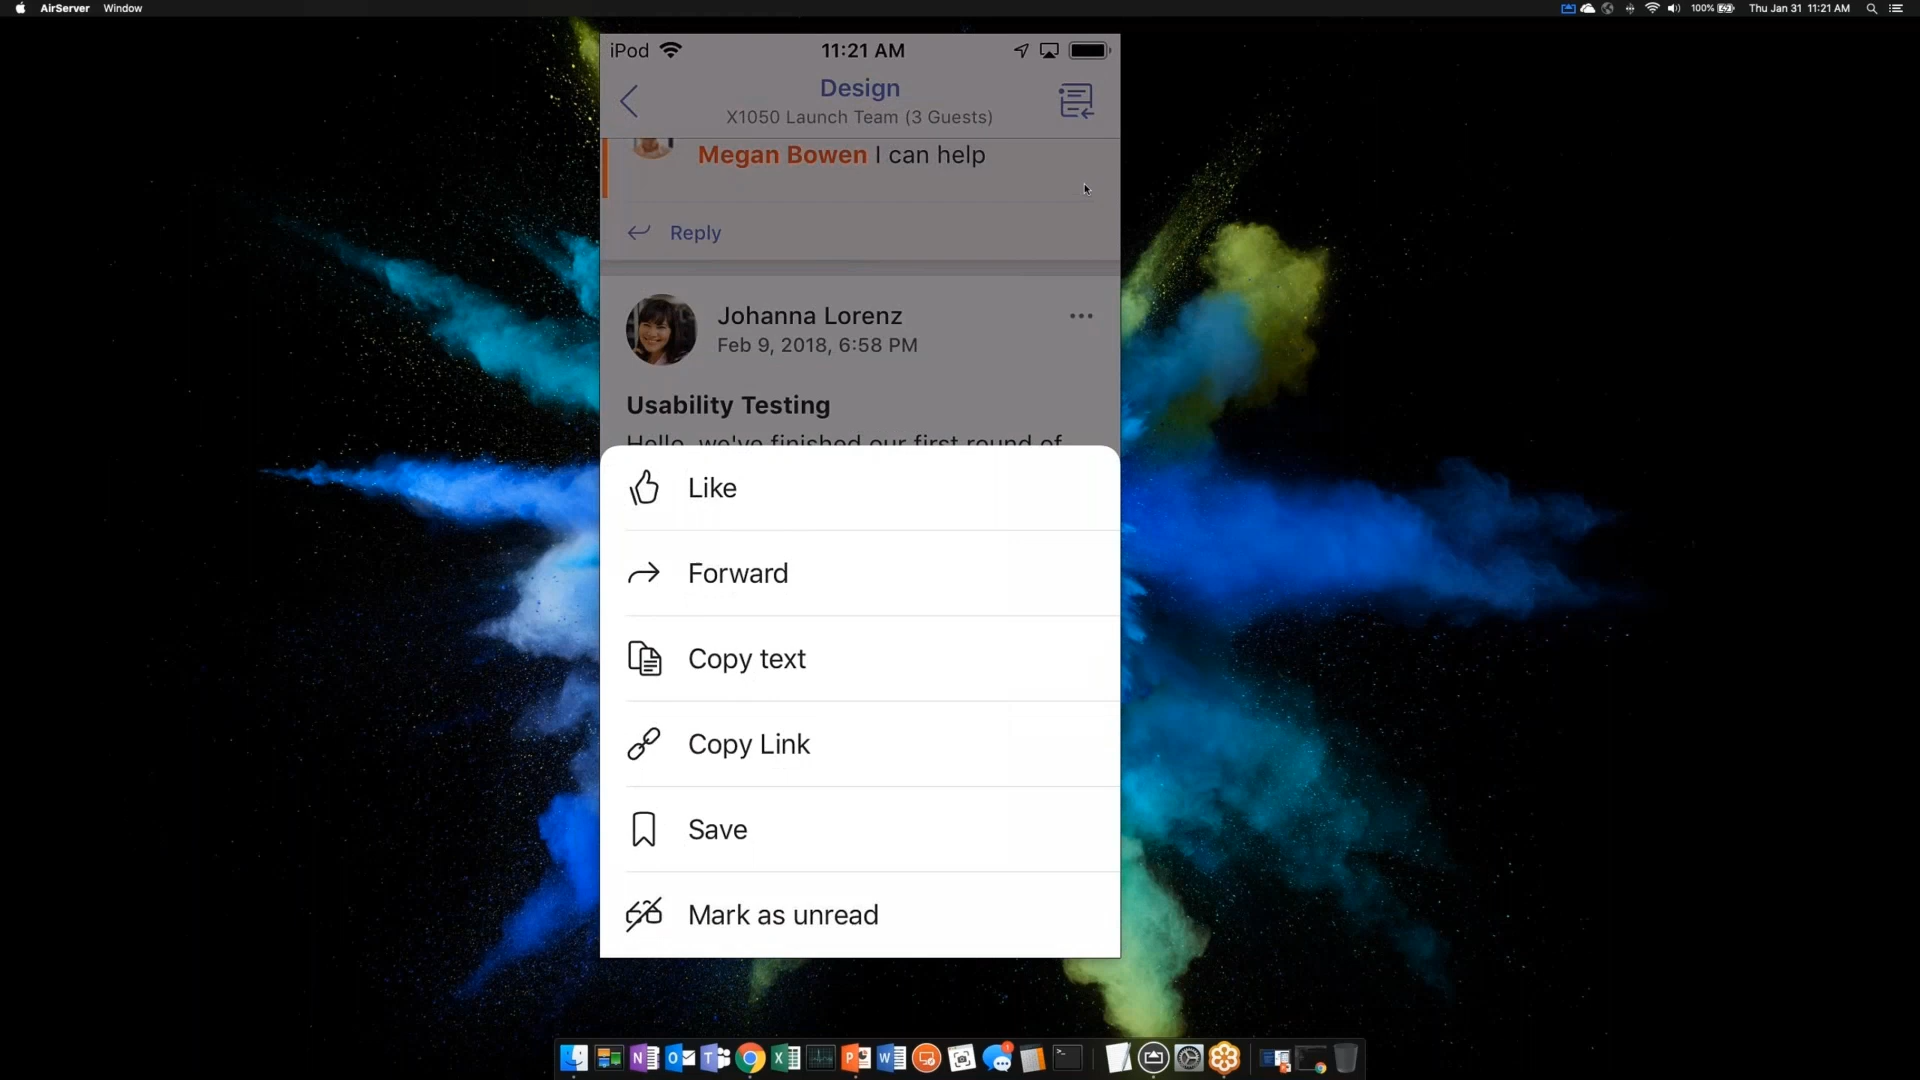 AirServer Window
100% Thu Jan 31 11:21 AM
iPod 11:21 AM
Design
X1050 Launch Team (3 Guests)
Megan Bowen I can help
Reply
Johanna Lorenz
Feb 9, 2018, 6:58 PM
Usability Testing
Hello, we've finished our first round of
Like
Forward
Copy text
Copy Link
Save
Mark as unread